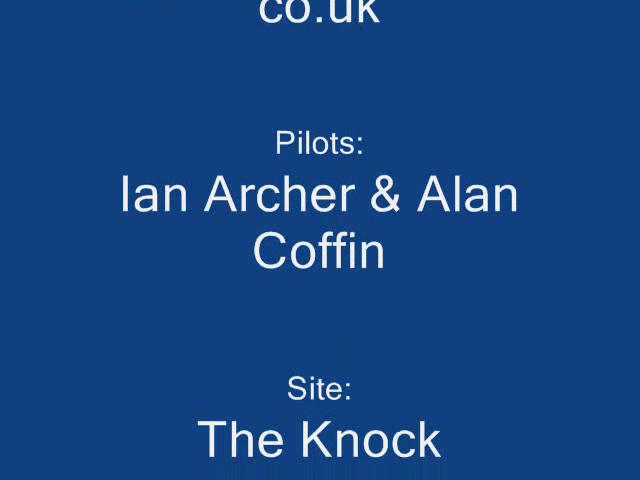 co.uk
Pilots:
Ian Archer & Alan
Coffin
Site:
The Knock